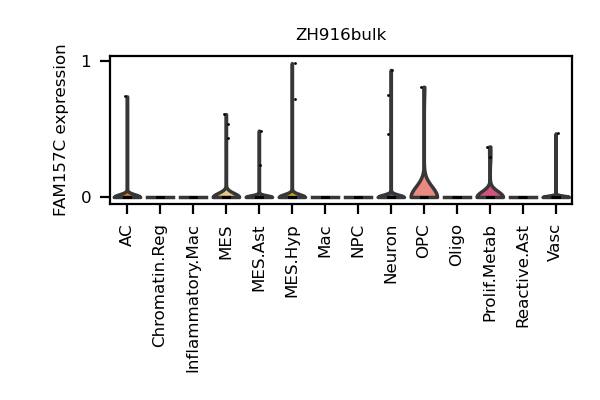 ZH916bulk
FAM157C expression
1
0
AC
Chromatin.Reg
Inflammatory.Mac
MES
MES.Ast
MES.Hyp
Mac
NPC
Neuron
OPC
Oligo
Prolif.Metab
Reactive.Ast
Vasc